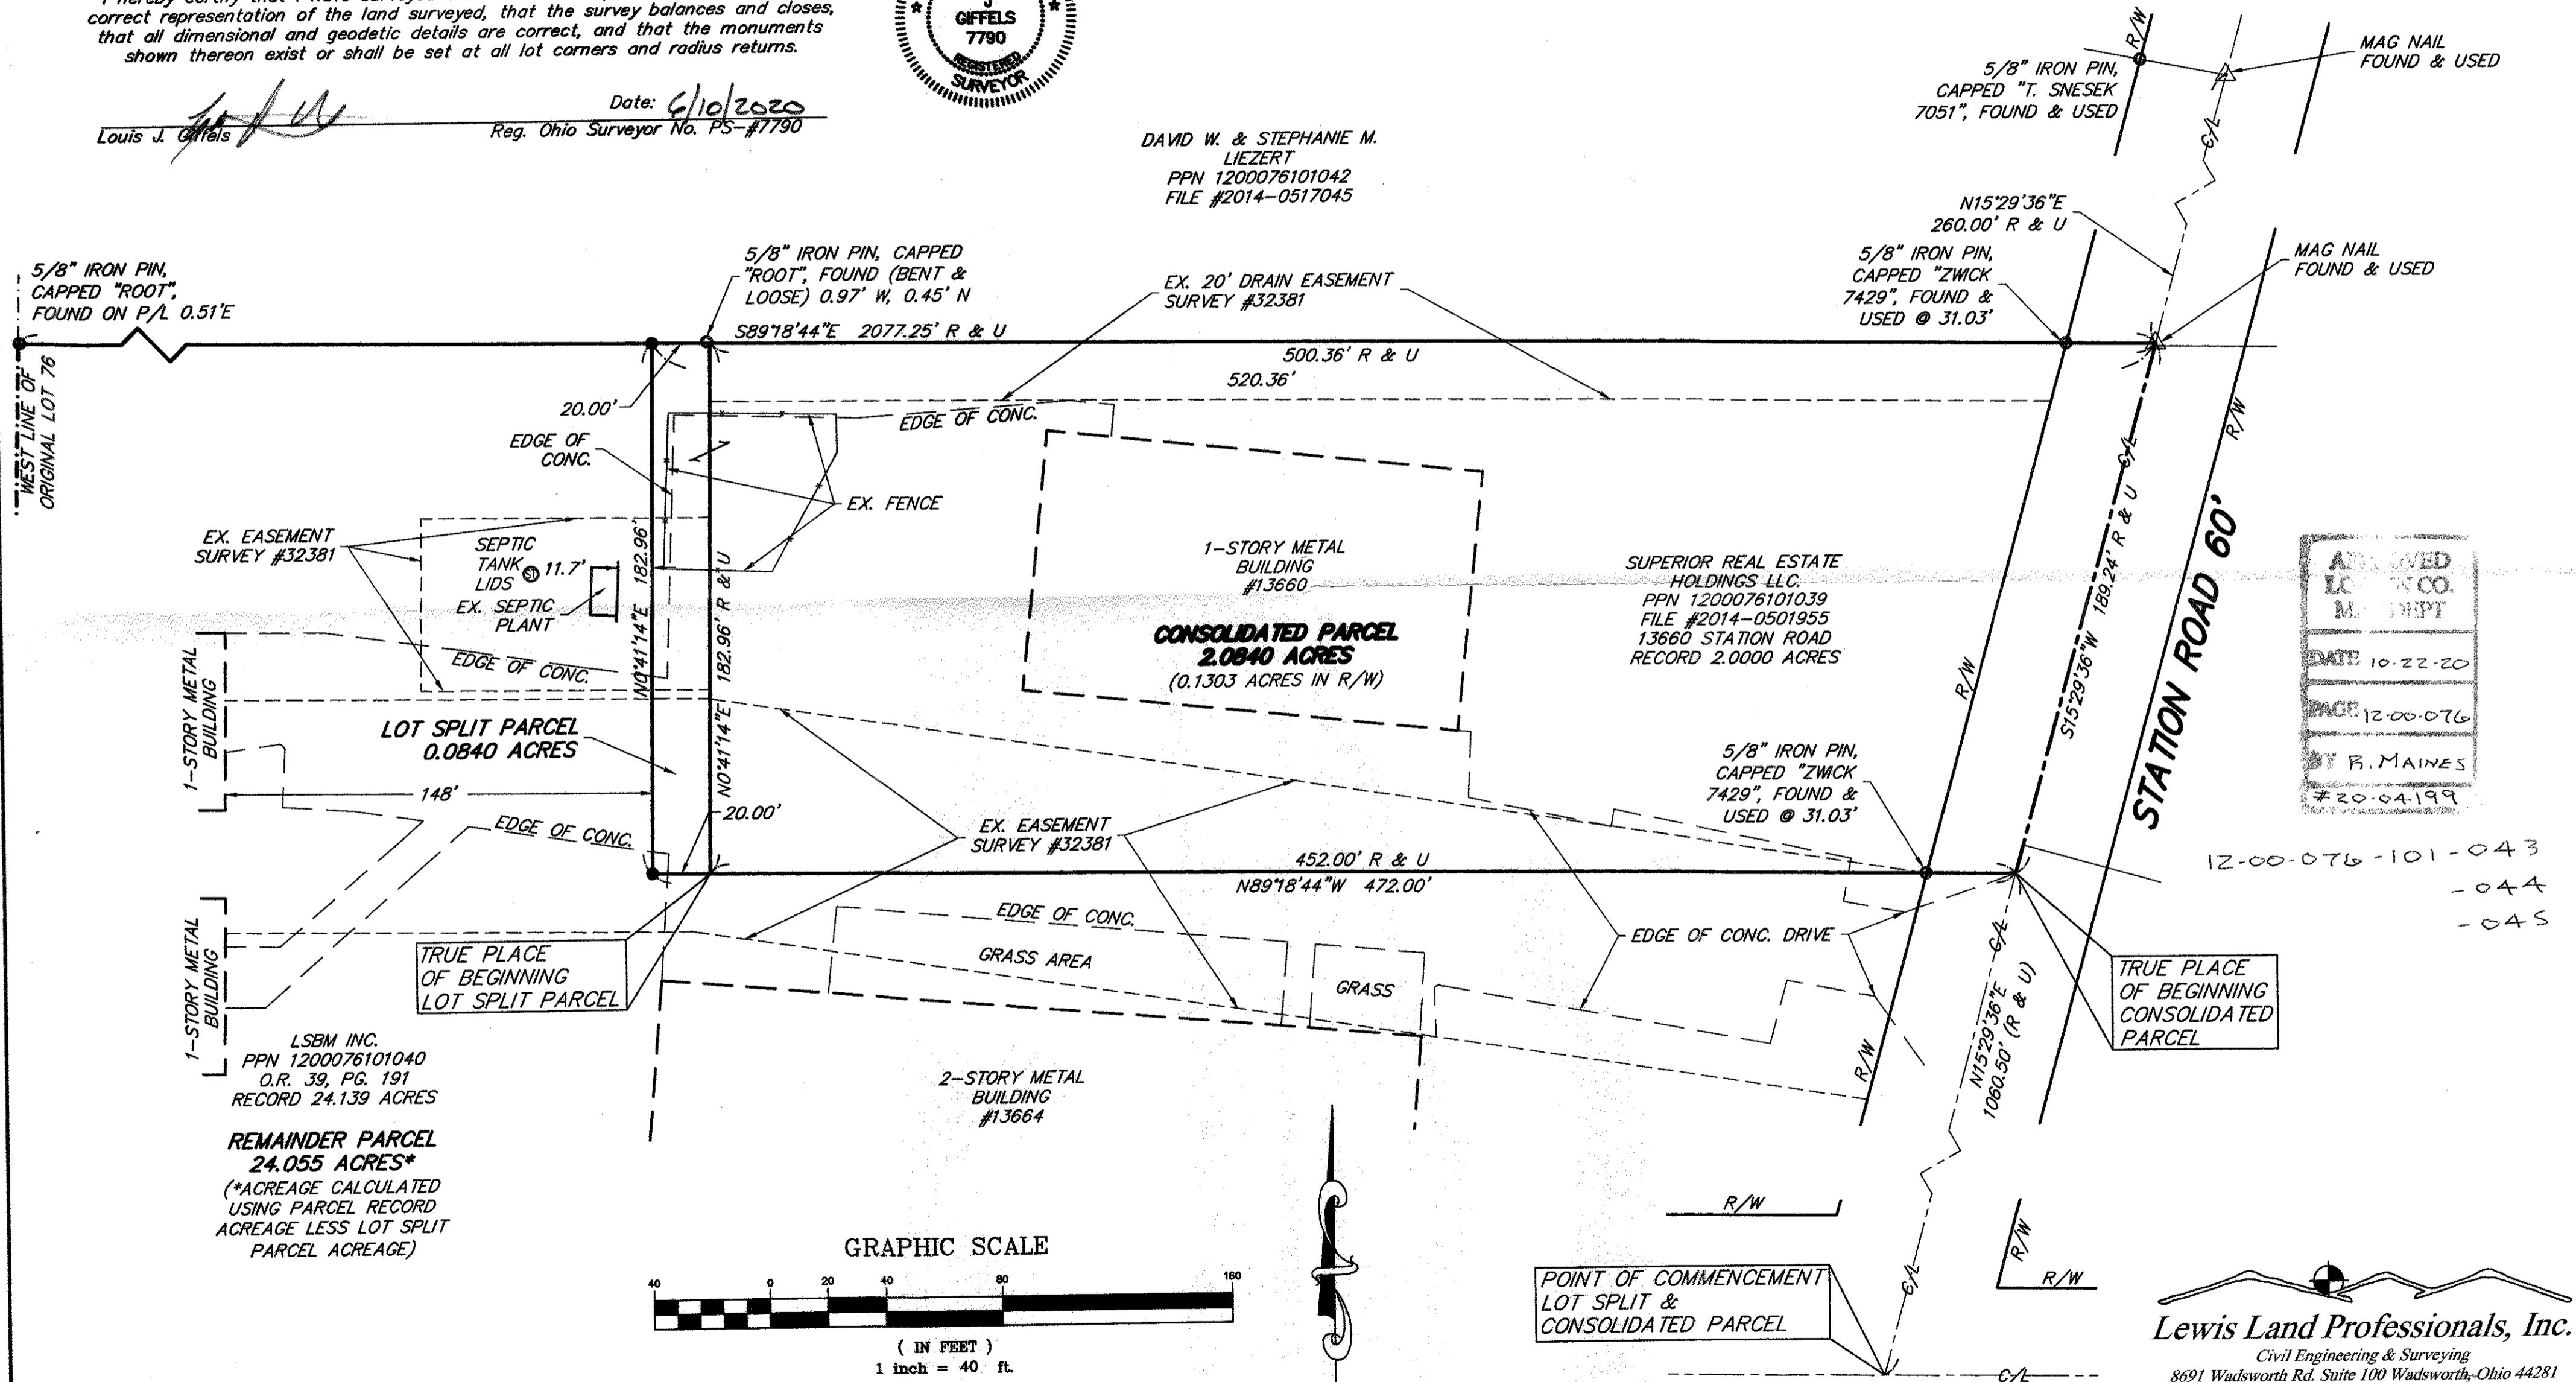 correct representation of the land surveyed, that the survey balances and closes,
that all dimensional and geodetic details are correct, and that the monuments
shown thereon exist or shall be set at all lot corners and radius returns.
Louis J. Giffels
Date: 6/10/2020
Reg. Ohio Surveyor No. PS-#7790
J
GIFFELS
7790
REGISTERED
SURVEYOR
DAVID W. & STEPHANIE M.
LIEZERT
PPN 1200076101042
FILE #2014-0517045
R/W
5/8" IRON PIN,
CAPPED "T. SNESEK
7051", FOUND & USED
MAG NAIL
FOUND & USED
C/L
N15°29'36"E
260.00' R & U
5/8" IRON PIN,
CAPPED "ZWICK
7429", FOUND &
USED @ 31.03'
MAG NAIL
FOUND & USED
5/8" IRON PIN,
CAPPED "ROOT",
FOUND ON P/L 0.51'E
5/8" IRON PIN, CAPPED
"ROOT", FOUND (BENT &
LOOSE) 0.97' W, 0.45' N
EX. 20' DRAIN EASEMENT
SURVEY #32381
S89°18'44"E 2077.25' R & U
500.36' R & U
520.36'
WEST LINE OF
ORIGINAL LOT 76
20.00'
EDGE OF CONC.
EDGE OF
CONC.
EX. FENCE
EX. EASEMENT
SURVEY #32381
SEPTIC
TANK
LIDS
ST
11.7'
EX. SEPTIC
PLANT
N0°41'14"E 182.96'
N0°41'14"E 182.96' R & U
1-STORY METAL
BUILDING
#13660
CONSOLIDATED PARCEL
2.0840 ACRES
(0.1303 ACRES IN R/W)
SUPERIOR REAL ESTATE
HOLDINGS LLC.
PPN 1200076101039
FILE #2014-0501955
13660 STATION ROAD
RECORD 2.0000 ACRES
R/W
S15°29'36"W 189.24' R & U
C/L
R/W
STATION ROAD 60'
APPROVED
CO.
DEPT
DATE 10-22-20
PAGE 12-00-076
BY R. MAINES
#20-04199
12-00-076-101-043
-044
-045
1-STORY METAL
BUILDING
EDGE OF CONC.
LOT SPLIT PARCEL
0.0840 ACRES
148'
EDGE OF CONC.
20.00'
EX. EASEMENT
SURVEY #32381
5/8" IRON PIN,
CAPPED "ZWICK
7429", FOUND &
USED @ 31.03'
452.00' R & U
N89°18'44"W 472.00'
1-STORY METAL
BUILDING
TRUE PLACE
OF BEGINNING
LOT SPLIT PARCEL
EDGE OF CONC.
GRASS AREA
GRASS
EDGE OF CONC. DRIVE
C/L
N15°29'36"E
1060.50' (R & U)
TRUE PLACE
OF BEGINNING
CONSOLIDATED
PARCEL
R/W
LSBM INC.
PPN 1200076101040
O.R. 39, PG. 191
RECORD 24.139 ACRES
2-STORY METAL
BUILDING
#13664
REMAINDER PARCEL
24.055 ACRES*
(*ACREAGE CALCULATED
USING PARCEL RECORD
ACREAGE LESS LOT SPLIT
PARCEL ACREAGE)
GRAPHIC SCALE
40 0 20 40 80 160
( IN FEET )
1 inch = 40 ft.
R/W
R/W
R/W
C/L
POINT OF COMMENCEMENT
LOT SPLIT &
CONSOLIDATED PARCEL
C/L
Lewis Land Professionals, Inc.
Civil Engineering & Surveying
8691 Wadsworth Rd. Suite 100 Wadsworth, Ohio 44281